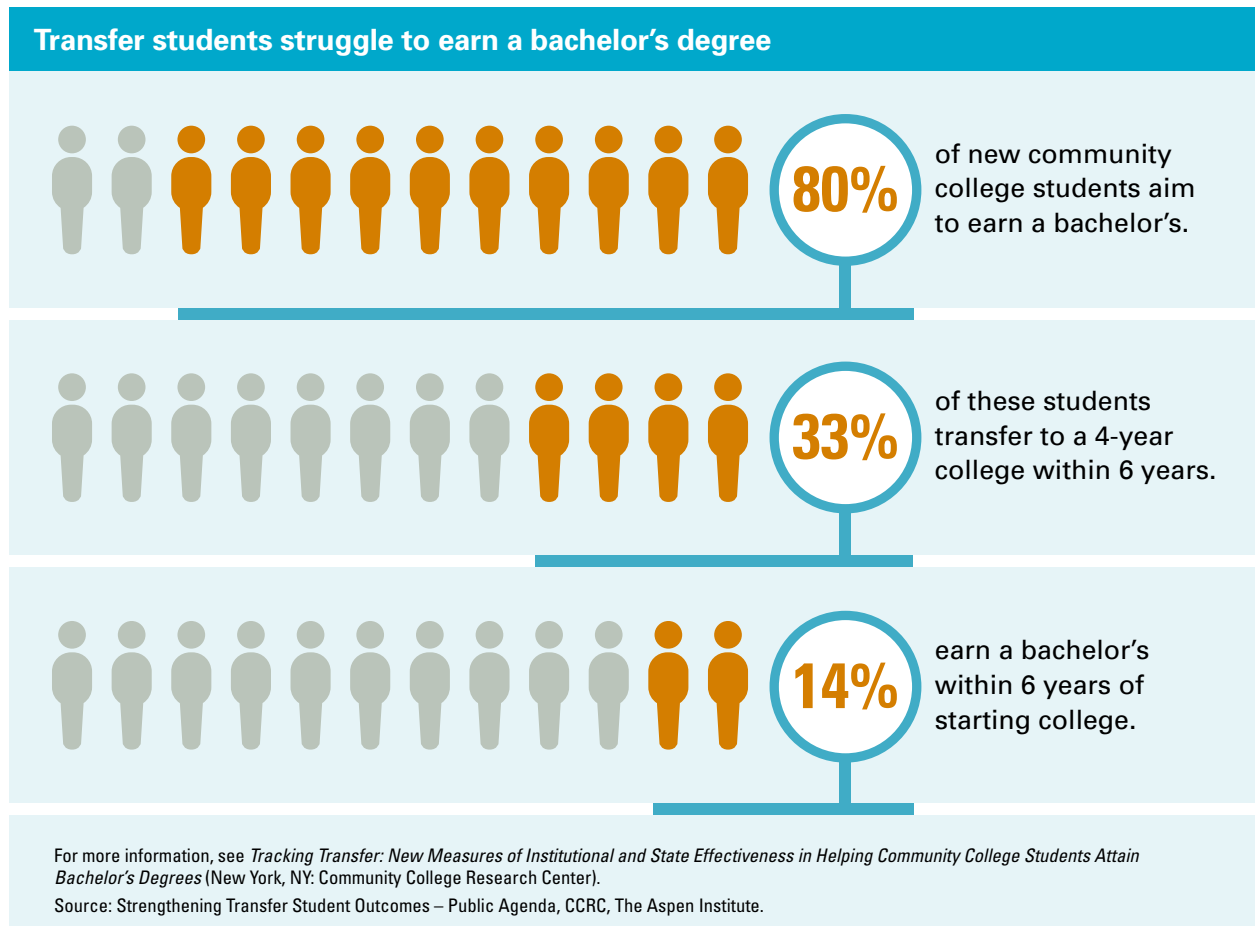 Transfer students struggle to earn a bachelor’s degree
80%
of new community
college students aim
to earn a bachelor’s.
33%
of these students
transfer to a 4-year
college within 6 years.
14%
earn a bachelor’s
within 6 years of
starting college.
For more information, see Tracking Transfer: New Measures of Institutional and State Effectiveness in Helping Community College Students Attain
Bachelor’s Degrees (New York, NY: Community College Research Center).
Source: Strengthening Transfer Student Outcomes – Public Agenda, CCRC, The Aspen Institute.